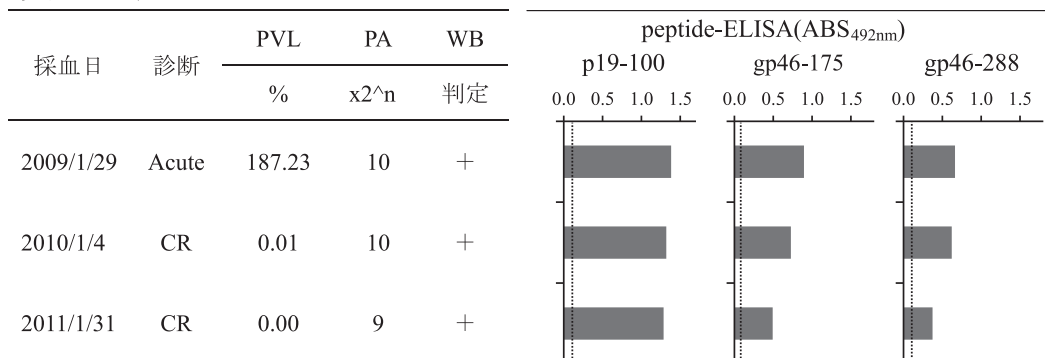 peptide-ELISA(ABS492nm)
採血日 診断 PVL PA WB p19-100 gp46-175 gp46-288
% x2^n 判定 0.0 0.5 1.0 1.5 0.0 0.5 1.0 1.5 0.0 0.5 1.0 1.5
2009/1/29 Acute 187.23 10 +
2010/1/4 CR 0.01 10 +
2011/1/31 CR 0.00 9 +